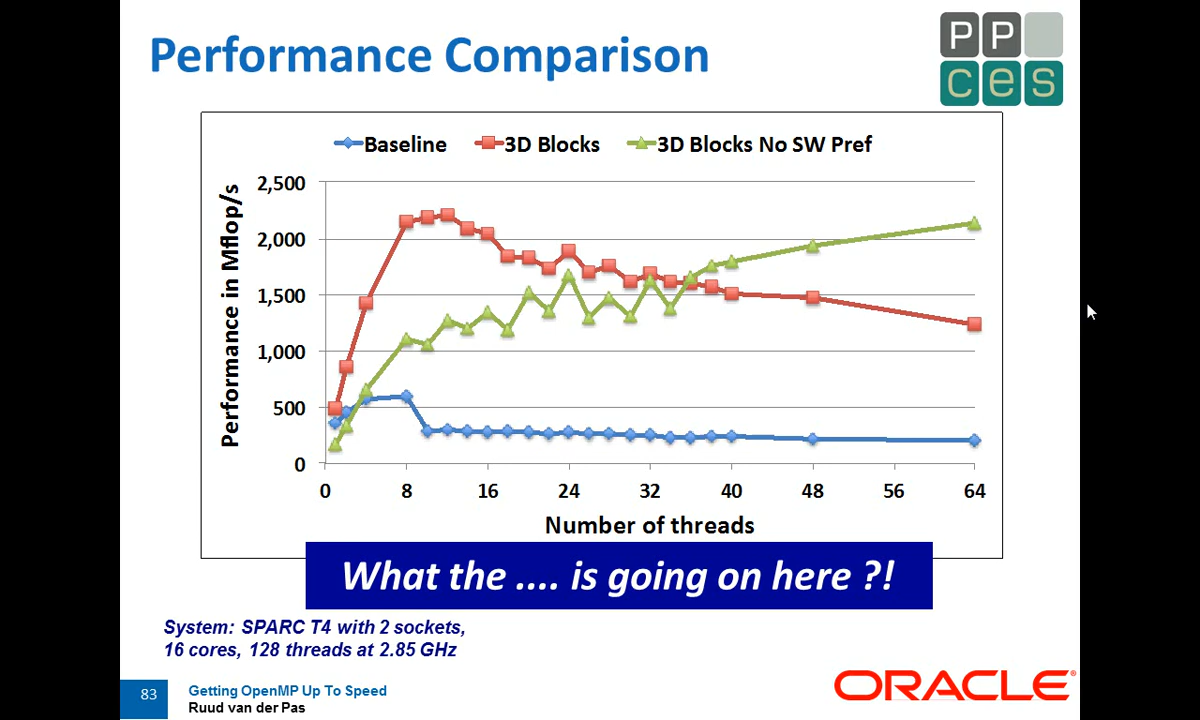 Performance Comparison
P P
c e s
Baseline 3D Blocks 3D Blocks No SW Pref
Performance in Mflop/s
2,500
2,000
1,500
1,000
500
0
0 8 16 24 32 40 48 56 64
Number of threads
What the .... is going on here ?!
System: SPARC T4 with 2 sockets,
16 cores, 128 threads at 2.85 GHz
83
Getting OpenMP Up To Speed
Ruud van der Pas
ORACLE®